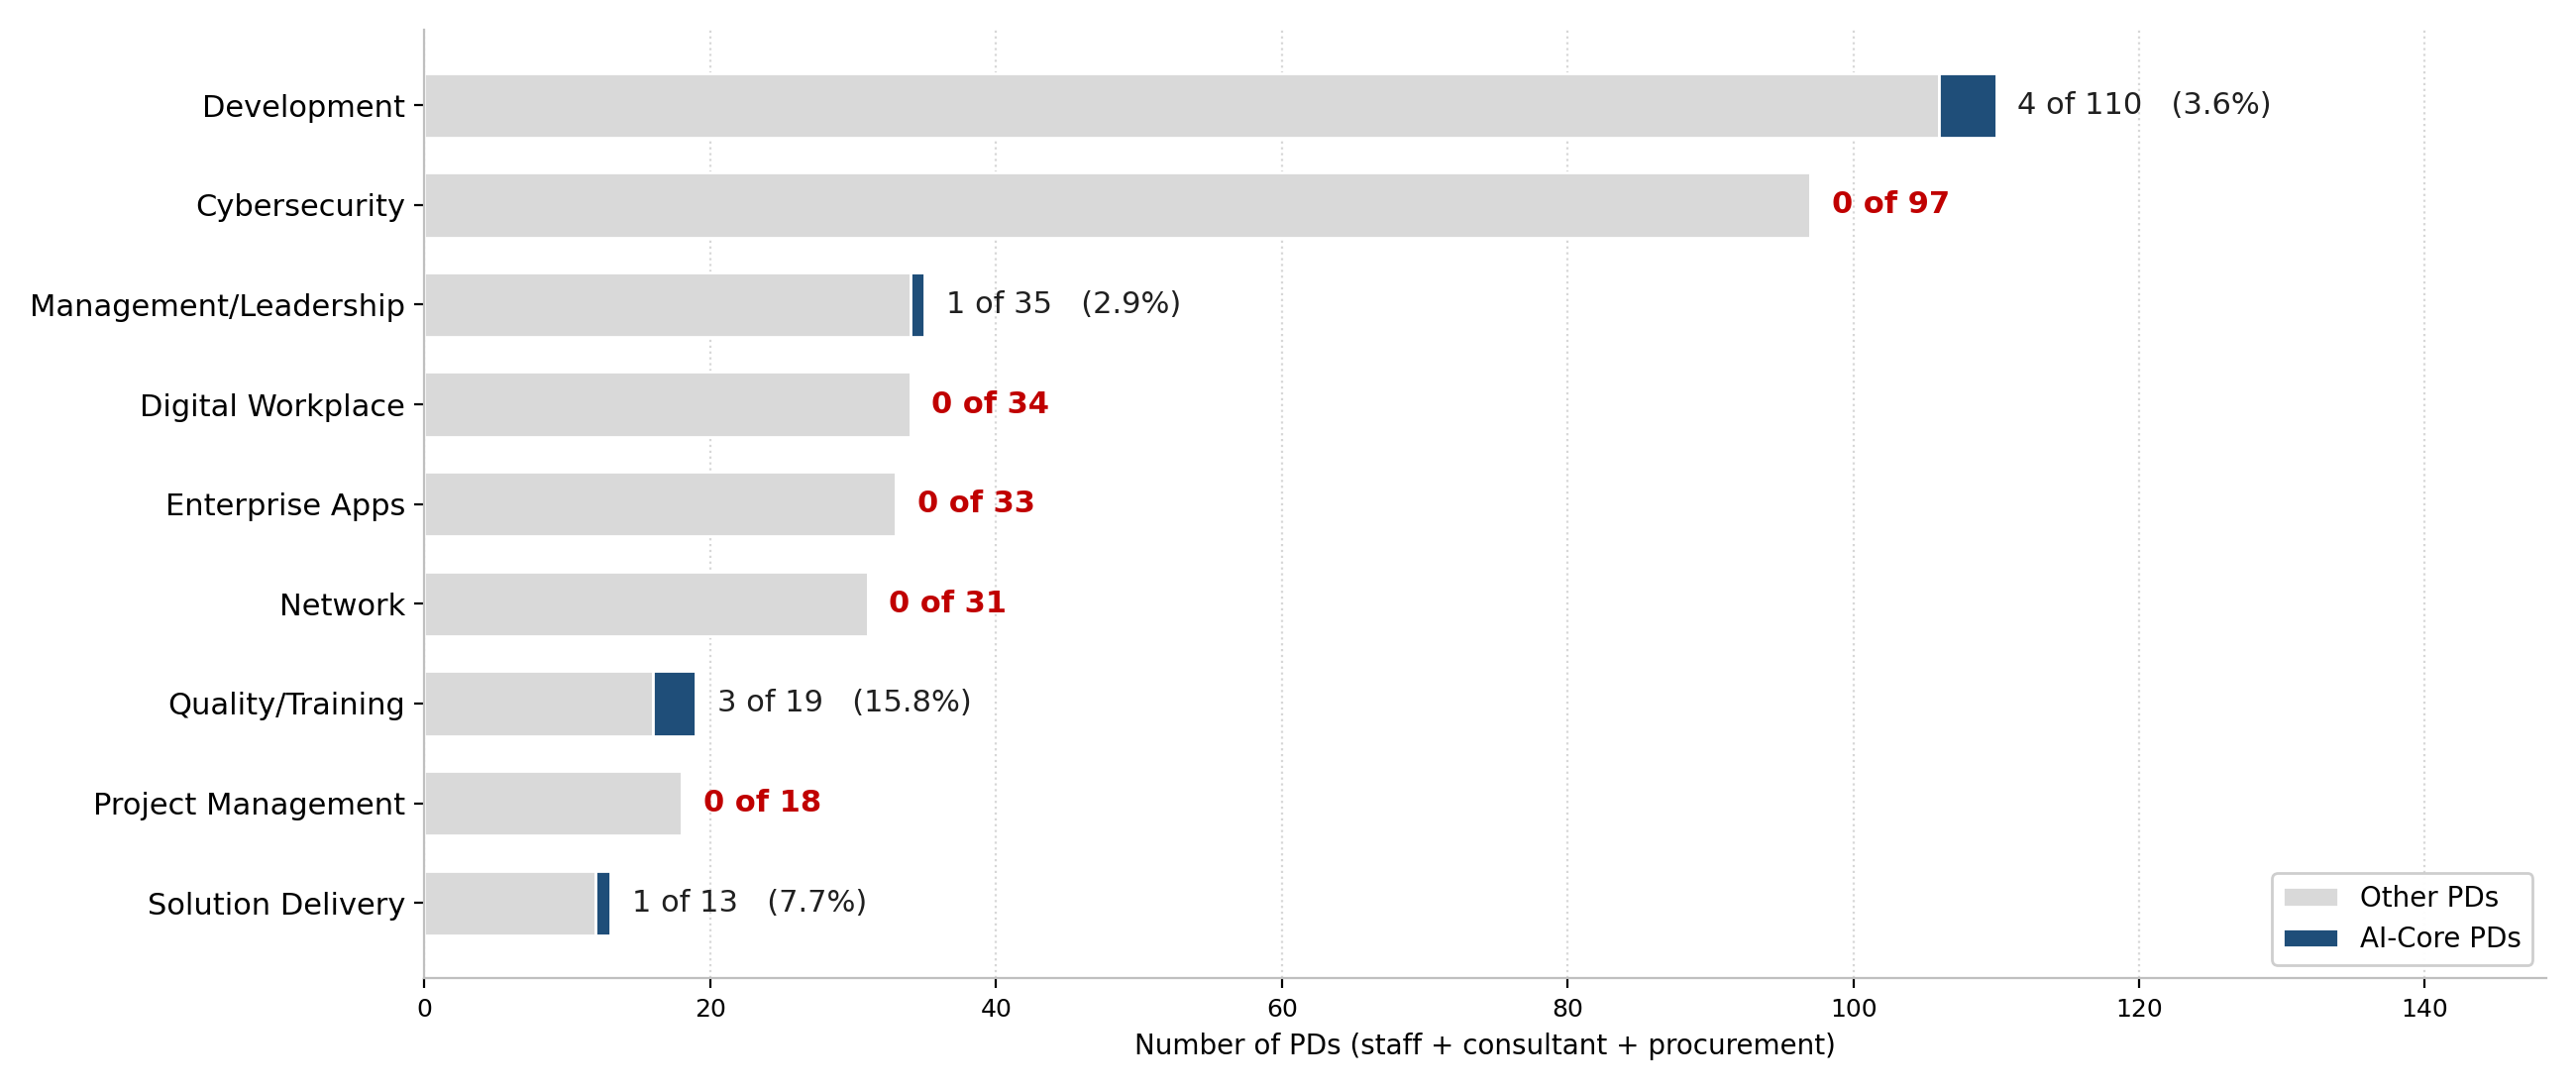 Development
4 of 110 (3.6%)
Cybersecurity
0 of 97
Management/Leadership
1 of 35 (2.9%)
Digital Workplace
0 of 34
Enterprise Apps
0 of 33
Network
0 of 31
Quality/Training
3 of 19 (15.8%)
Project Management
0 of 18
Solution Delivery
1 of 13 (7.7%)
Other PDs
AI-Core PDs
0 20 40 60 80 100 120 140
Number of PDs (staff + consultant + procurement)